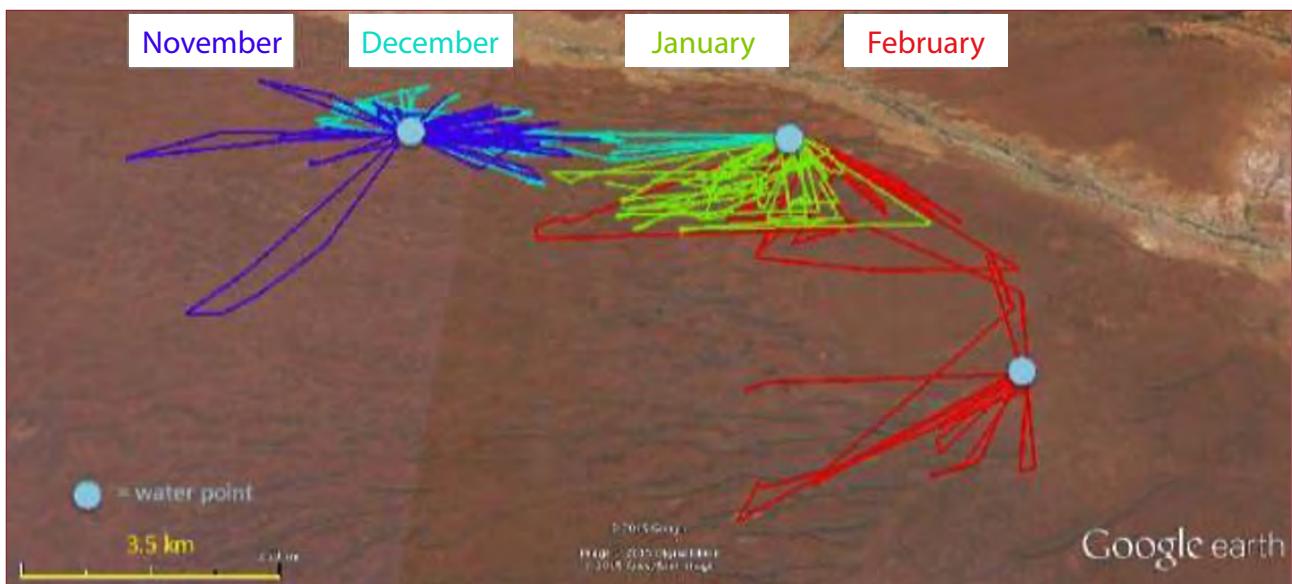 November
December
January
February
= water point
3.5 km
Google earth